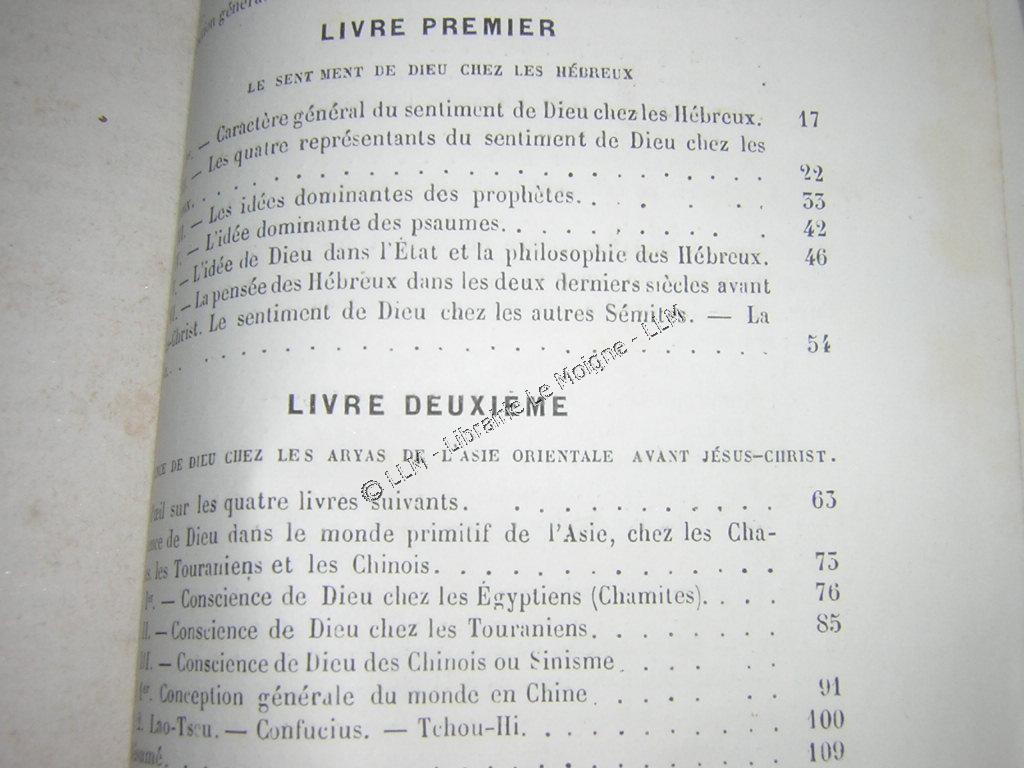 LIVRE PREMIER
LE SENT MENT DE DIEU CHEZ LES HÉBREUX
— Caractère général du sentiment de Dieu chez les Hébreux. 17
— Les quatre représentants du sentiment de Dieu chez les
. . . . . . . . . . . . . . . . . . . . 22
— Les idées dominantes des prophètes. . . . . . 33
— L'idée dominante des psaumes. . . . . . . . . 42
— L'idée de Dieu dans l'État et la philosophie des Hébreux. 46
— La pensée des Hébreux dans les deux derniers siècles avant
-Christ. Le sentiment de Dieu chez les autres Sémites. — La
. . . . . . . . . . . . . . . . . . . . 54
© LLM - Librairie Le Moigne - LLM
LIVRE DEUXIÈME
DE DIEU CHEZ LES ARYAS DE L'ASIE ORIENTALE AVANT JÉSUS-CHRIST.
sur les quatre livres suivants. . . . . . . . . . 63
de Dieu dans le monde primitif de l'Asie, chez les Cha-
les Touraniens et les Chinois. . . . . . . . . . . 73
Ier. — Conscience de Dieu chez les Égyptiens (Chamites). . . . 76
II. — Conscience de Dieu chez les Touraniens. . . . . . . 85
III. — Conscience de Dieu des Chinois ou Sinisme . . . .
Ier. Conception générale du monde en Chine . . . . . 91
Lao-Tseu. — Confucius. — Tchou-Hi. . . . . . . . 100
. . . . . . . . . . . . . . . . . . 109